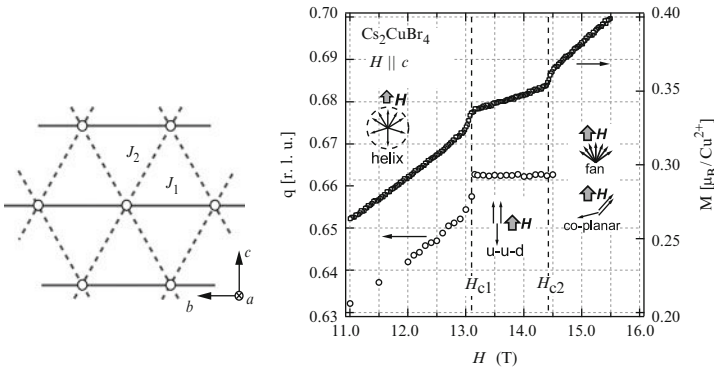 J2
J1
c
b
a
Cs2CuBr4
H || c
H
helix
H
u-u-d
H
fan
H
co-planar
Hc1
Hc2
q [r. l. u.]
0.70
0.69
0.68
0.67
0.66
0.65
0.64
0.63
M [μB/Cu2+]
0.40
0.35
0.30
0.25
0.20
11.0 12.0 13.0 14.0 15.0 16.0
H (T)